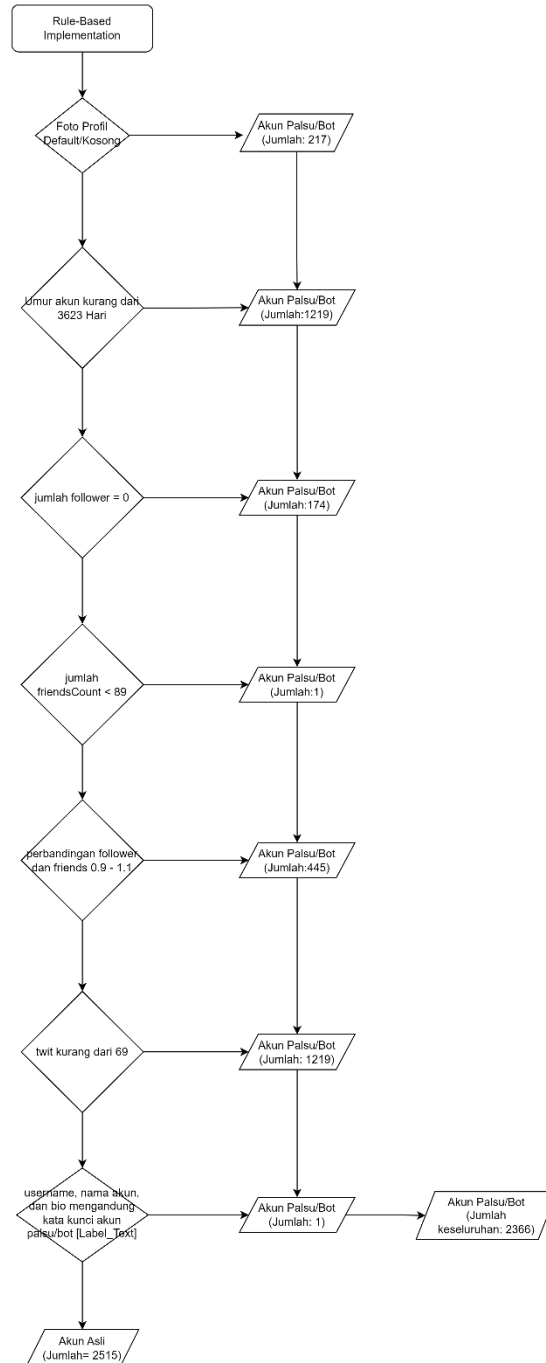 Rule-Based
Implementation
Foto Profil
Default/Kosong
Akun Palsu/Bot
(Jumlah: 217)
Umur akun kurang dari
3623 Hari
Akun Palsu/Bot
(Jumlah:1219)
jumlah follower = 0
Akun Palsu/Bot
(Jumlah:174)
jumlah
friendsCount < 89
Akun Palsu/Bot
(Jumlah:1)
perbandingan follower
dan friends 0.9 - 1.1
Akun Palsu/Bot
(Jumlah:445)
twit kurang dari 69
Akun Palsu/Bot
(Jumlah: 1219)
username, nama akun,
dan bio mengandung
kata kunci akun
palsu/bot [Label_Text]
Akun Palsu/Bot
(Jumlah: 1)
Akun Palsu/Bot
(Jumlah
keseluruhan: 2366)
Akun Asli
(Jumlah= 2515)